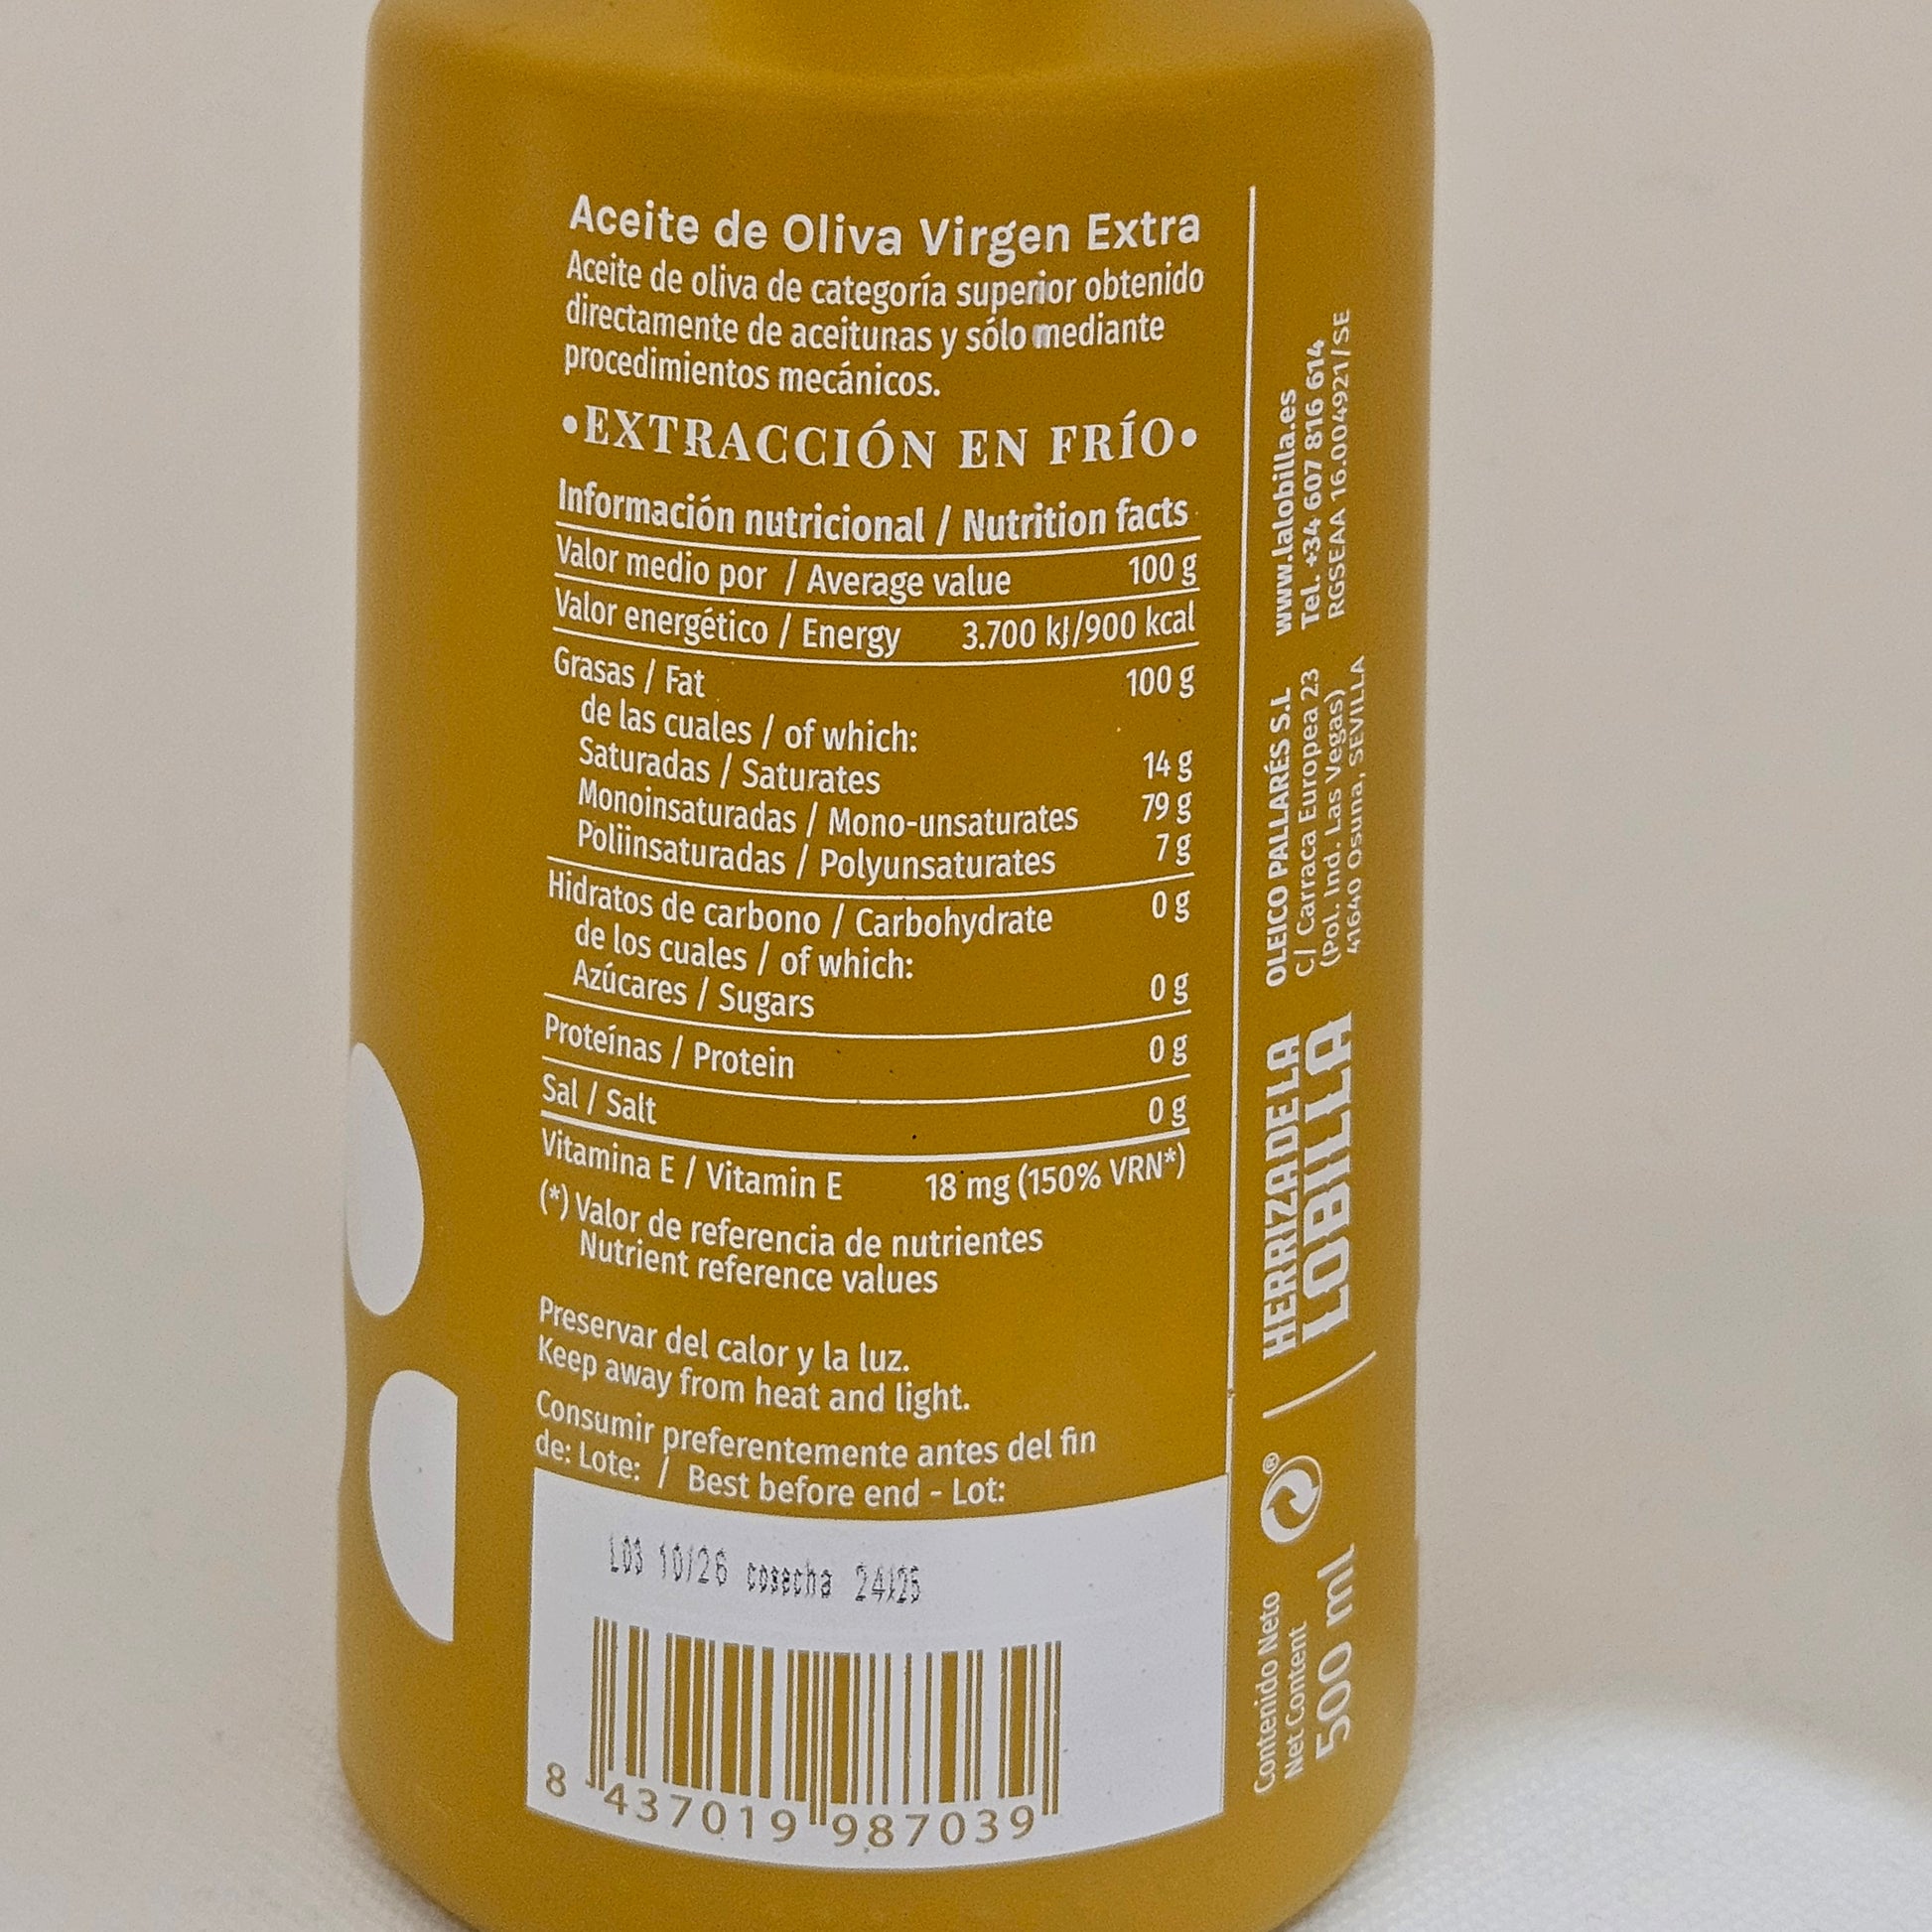 Aceite de Oliva Virgen Extra
Aceite de oliva de categoría superior obtenido
directamente de aceitunas y sólo mediante
procedimientos mecánicos.
•EXTRACCIÓN EN FRÍO•
Información nutricional / Nutrition facts
Valor medio por / Average value 100 g
Valor energético / Energy 3.700 kJ/900 kcal
Grasas / Fat 100 g
de las cuales / of which:
Saturadas / Saturates 14 g
Monoinsaturadas / Mono-unsaturates 79 g
Poliinsaturadas / Polyunsaturates 7 g
Hidratos de carbono / Carbohydrate 0 g
de los cuales / of which:
Azúcares / Sugars 0 g
Proteínas / Protein 0 g
Sal / Salt 0 g
Vitamina E / Vitamin E 18 mg (150% VRN*)
(*) Valor de referencia de nutrientes
Nutrient reference values
Preservar del calor y la luz.
Keep away from heat and light.
Consumir preferentemente antes del fin
de: Lote: / Best before end - Lot:
L03 10/26 cosecha 24/25
8 437019 987039
Contenido Neto
Net Content
500 ml
HERRIZA DE LA
LOBILLA
OLEICO PALLARÉS S.L
C/ Carraca Europea 23
(Pol. Ind. Las Vegas)
41640 Osuna, SEVILLA
www.lalobilla.es
Tel. +34 607 816 614
RGSEAA 16.004921/SE